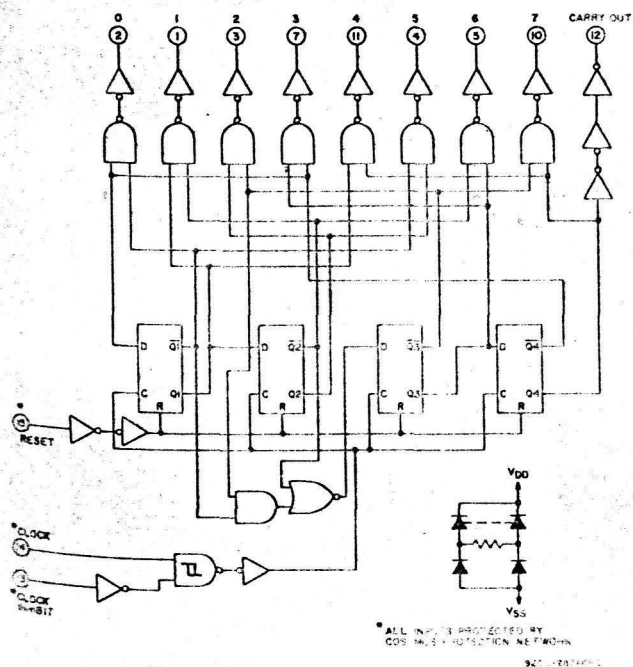 0 1 2 3 4 5 6 7 CARRY OUT
2 1 3 7 11 4 5 10 12
D Q1 D Q2 D Q3 D Q4
C Q1 C Q2 C Q3 C Q4
R R R R
*
15
RESET
VDD
*CLOCK
14
13
*CLOCK
VSS
* ALL INPUTS PROTECTED BY
COS MOS PROTECTION NETWORK